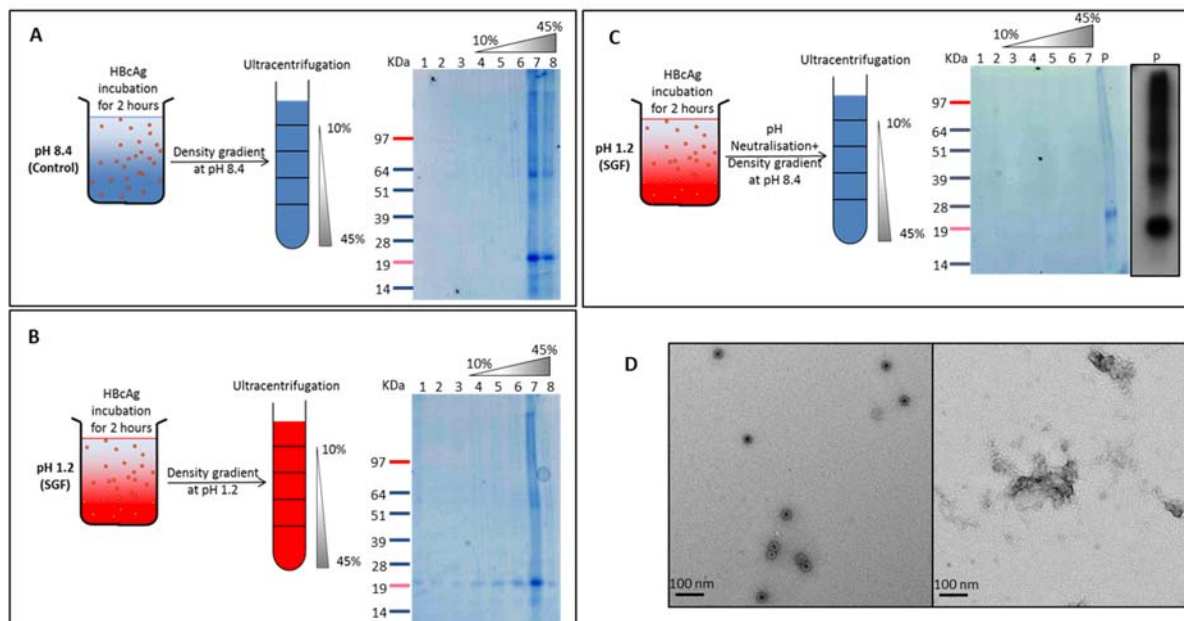 A
HBcAg
incubation
for 2 hours
pH 8.4
(Control)
Density gradient
at pH 8.4
Ultracentrifugation
10%
45%
10%
45%
KDa 1 2 3 4 5 6 7 8
97
64
51
39
28
19
14
B
HBcAg
incubation
for 2 hours
pH 1.2
(SGF)
Density gradient
at pH 1.2
Ultracentrifugation
10%
45%
10%
45%
KDa 1 2 3 4 5 6 7 8
97
64
51
39
28
19
14
C
HBcAg
incubation
for 2 hours
pH 1.2
(SGF)
pH
Neutralisation+
Density gradient
at pH 8.4
Ultracentrifugation
10%
45%
10%
45%
KDa 1 2 3 4 5 6 7 P P
97
64
51
39
28
19
14
D
100 nm
100 nm